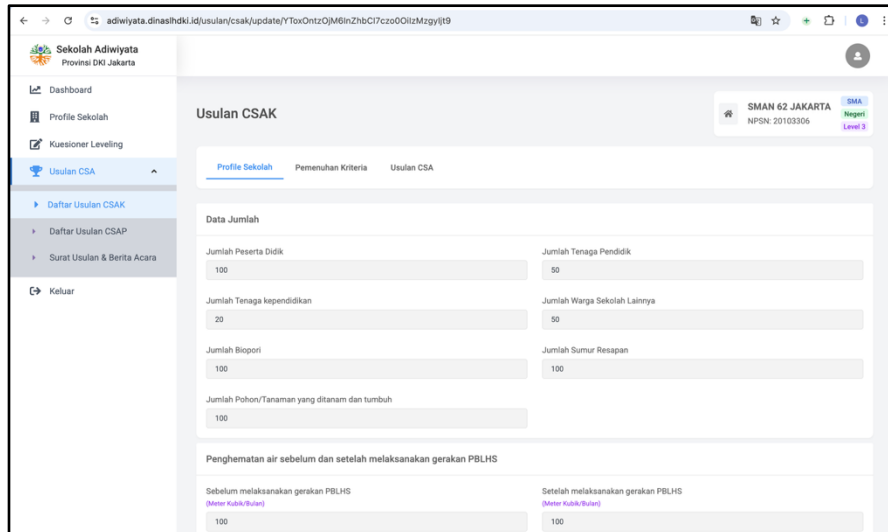 adiwyata.dinaslhdki.id/usulan/csak/update/YToxOntzOjM6InZhbCI7czo0OiIzMzgyIjt9
Sekolah Adiwiyata
Provinsi DKI Jakarta
Dashboard
Profile Sekolah
Kuesioner Leveling
Usulan CSA
Daftar Usulan CSAK
Daftar Usulan CSAP
Surat Usulan & Berita Acara
Keluar
Usulan CSAK
SMAN 62 JAKARTA
NPSN: 20103306
SMA
Negeri
Level 3
Profile Sekolah Pemenuhan Kriteria Usulan CSA
Data Jumlah
Jumlah Peserta Didik
100
Jumlah Tenaga Pendidik
50
Jumlah Tenaga kependidikan
20
Jumlah Warga Sekolah Lainnya
50
Jumlah Biopori
100
Jumlah Sumur Resapan
100
Jumlah Pohon/Tanaman yang ditanam dan tumbuh
100
Penghematan air sebelum dan setelah melaksanakan gerakan PBLHS
Sebelum melaksanakan gerakan PBLHS
(Meter Kubik/Bulan)
100
Setelah melaksanakan gerakan PBLHS
(Meter Kubik/Bulan)
100